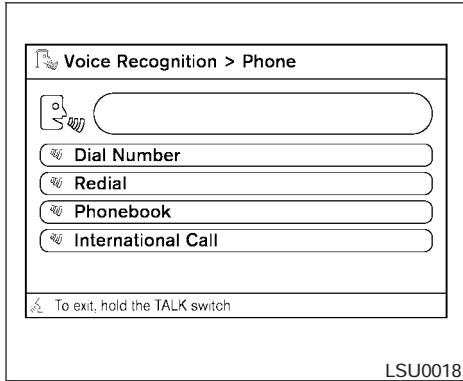 Voice Recognition > Phone
Dial Number
Redial
Phonebook
International Call
To exit, hold the TALK switch
LSU0018